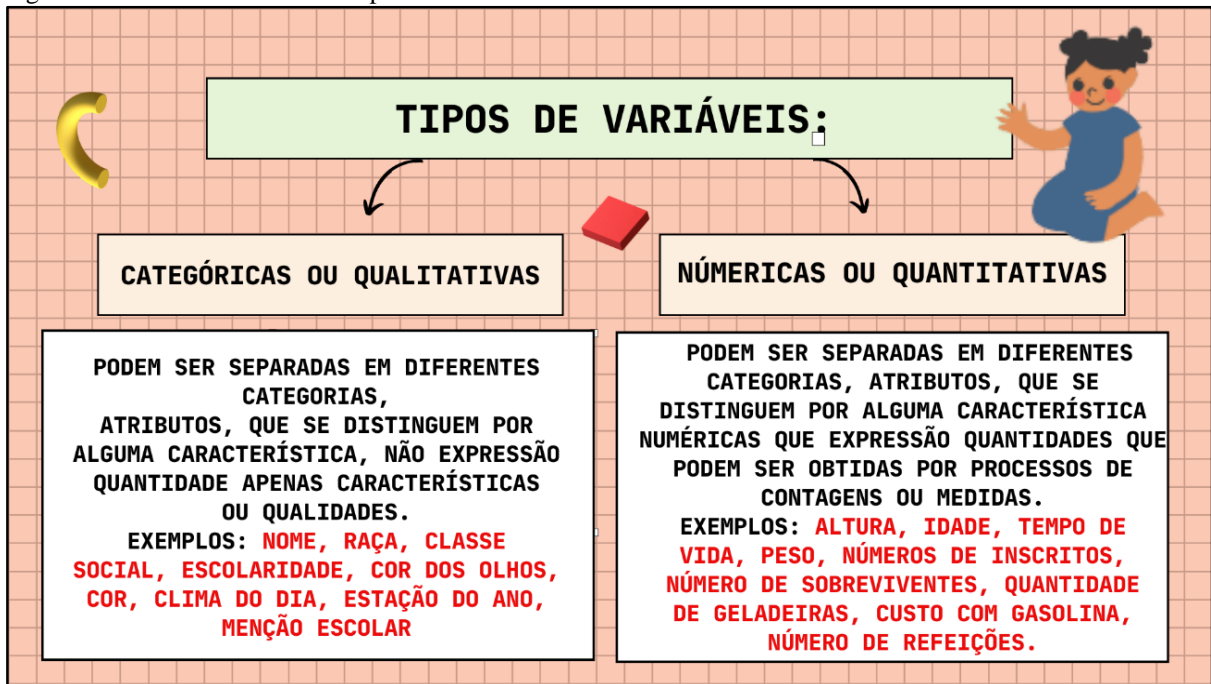 TIPOS DE VARIÁVEIS:
CATEGÓRICAS OU QUALITATIVAS
PODEM SER SEPARADAS EM DIFERENTES
CATEGORIAS,
ATRIBUTOS, QUE SE DISTINGUEM POR
ALGUMA CARACTERÍSTICA, NÃO EXPRESSÃO
QUANTIDADE APENAS CARACTERÍSTICAS
OU QUALIDADES.
EXEMPLOS: NOME, RAÇA, CLASSE
SOCIAL, ESCOLARIDADE, COR DOS OLHOS,
COR, CLIMA DO DIA, ESTAÇÃO DO ANO,
MENÇÃO ESCOLAR
NÚMERICAS OU QUANTITATIVAS
PODEM SER SEPARADAS EM DIFERENTES
CATEGORIAS, ATRIBUTOS, QUE SE
DISTINGUEM POR ALGUMA CARACTERÍSTICA
NUMÉRICAS QUE EXPRESSÃO QUANTIDADES QUE
PODEM SER OBTIDAS POR PROCESSOS DE
CONTAGENS OU MEDIDAS.
EXEMPLOS: ALTURA, IDADE, TEMPO DE
VIDA, PESO, NÚMEROS DE INSCRITOS,
NÚMERO DE SOBREVIVENTES, QUANTIDADE
DE GELADEIRAS, CUSTO COM GASOLINA,
NÚMERO DE REFEIÇÕES.